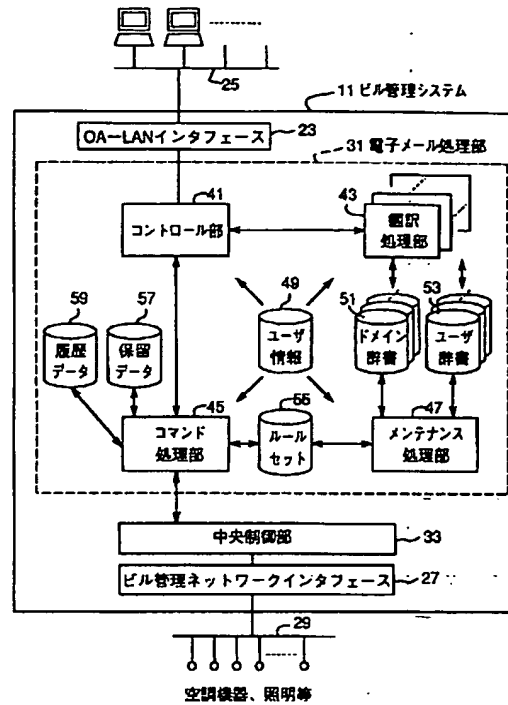 25
11 ビル管理システム
OA-LANインタフェース
23
31 電子メール処理部
41
コントロール部
43
翻訳
処理部
59
57
49
51
53
履歴
データ
保留
データ
ユーザ
情報
ドメイン
辞書
ユーザ
辞書
45
55
47
コマンド
処理部
ルール
セット
メンテナンス
処理部
中央制御部
33
ビル管理ネットワークインタフェース
27
29
空調機器、照明等